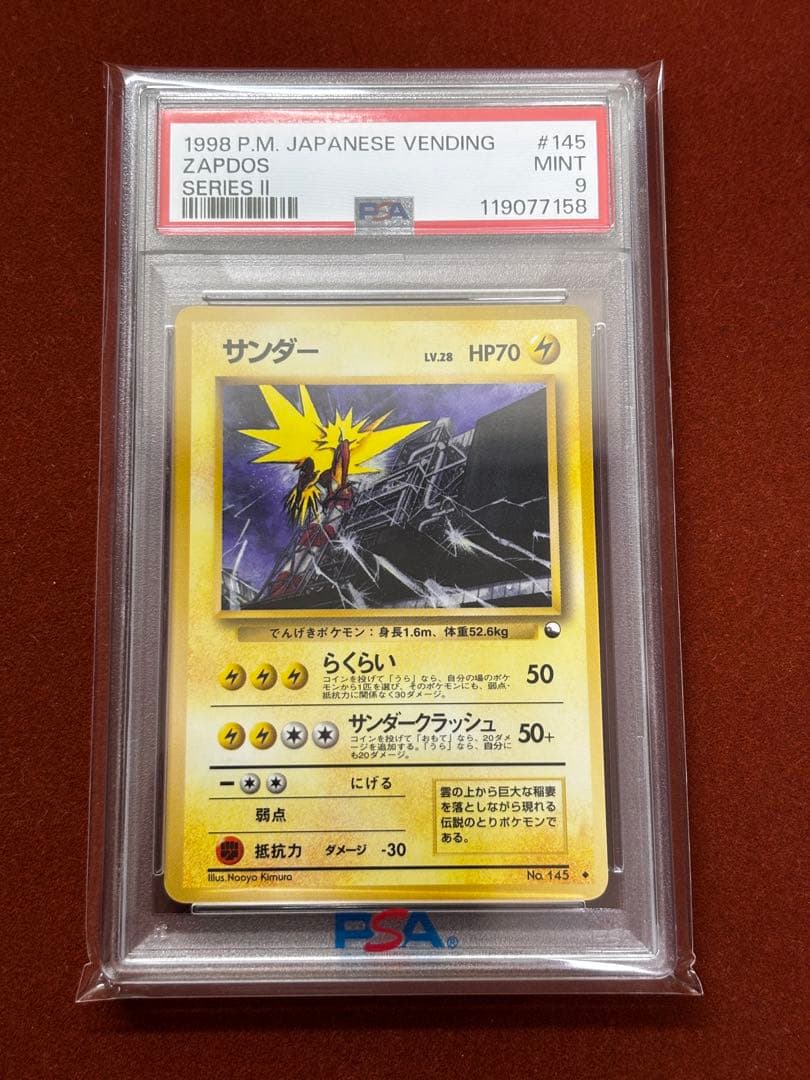 1998 P.M. JAPANESE VENDING #145
ZAPDOS MINT
SERIES II 9
PSA 119077158
サンダー LV.28 HP70
でんげきポケモン：身長1.6m、体重52.6kg
らくらい 50
コインを投げて「うら」なら、自分の場のポケ
モンから1匹を選び、そのポケモンにも、弱点・
抵抗力に関係なく30ダメージ。
サンダークラッシュ 50+
コインを投げて「おもて」なら、20ダメ
ージを追加する。「うら」なら、自分に
も20ダメージ。
にげる
弱点
抵抗力 ダメージ -30
雲の上から巨大な稲妻
を落としながら現れる
伝説のとりポケモンで
ある。
Illus.Naoyo Kimura No. 145
PSA®